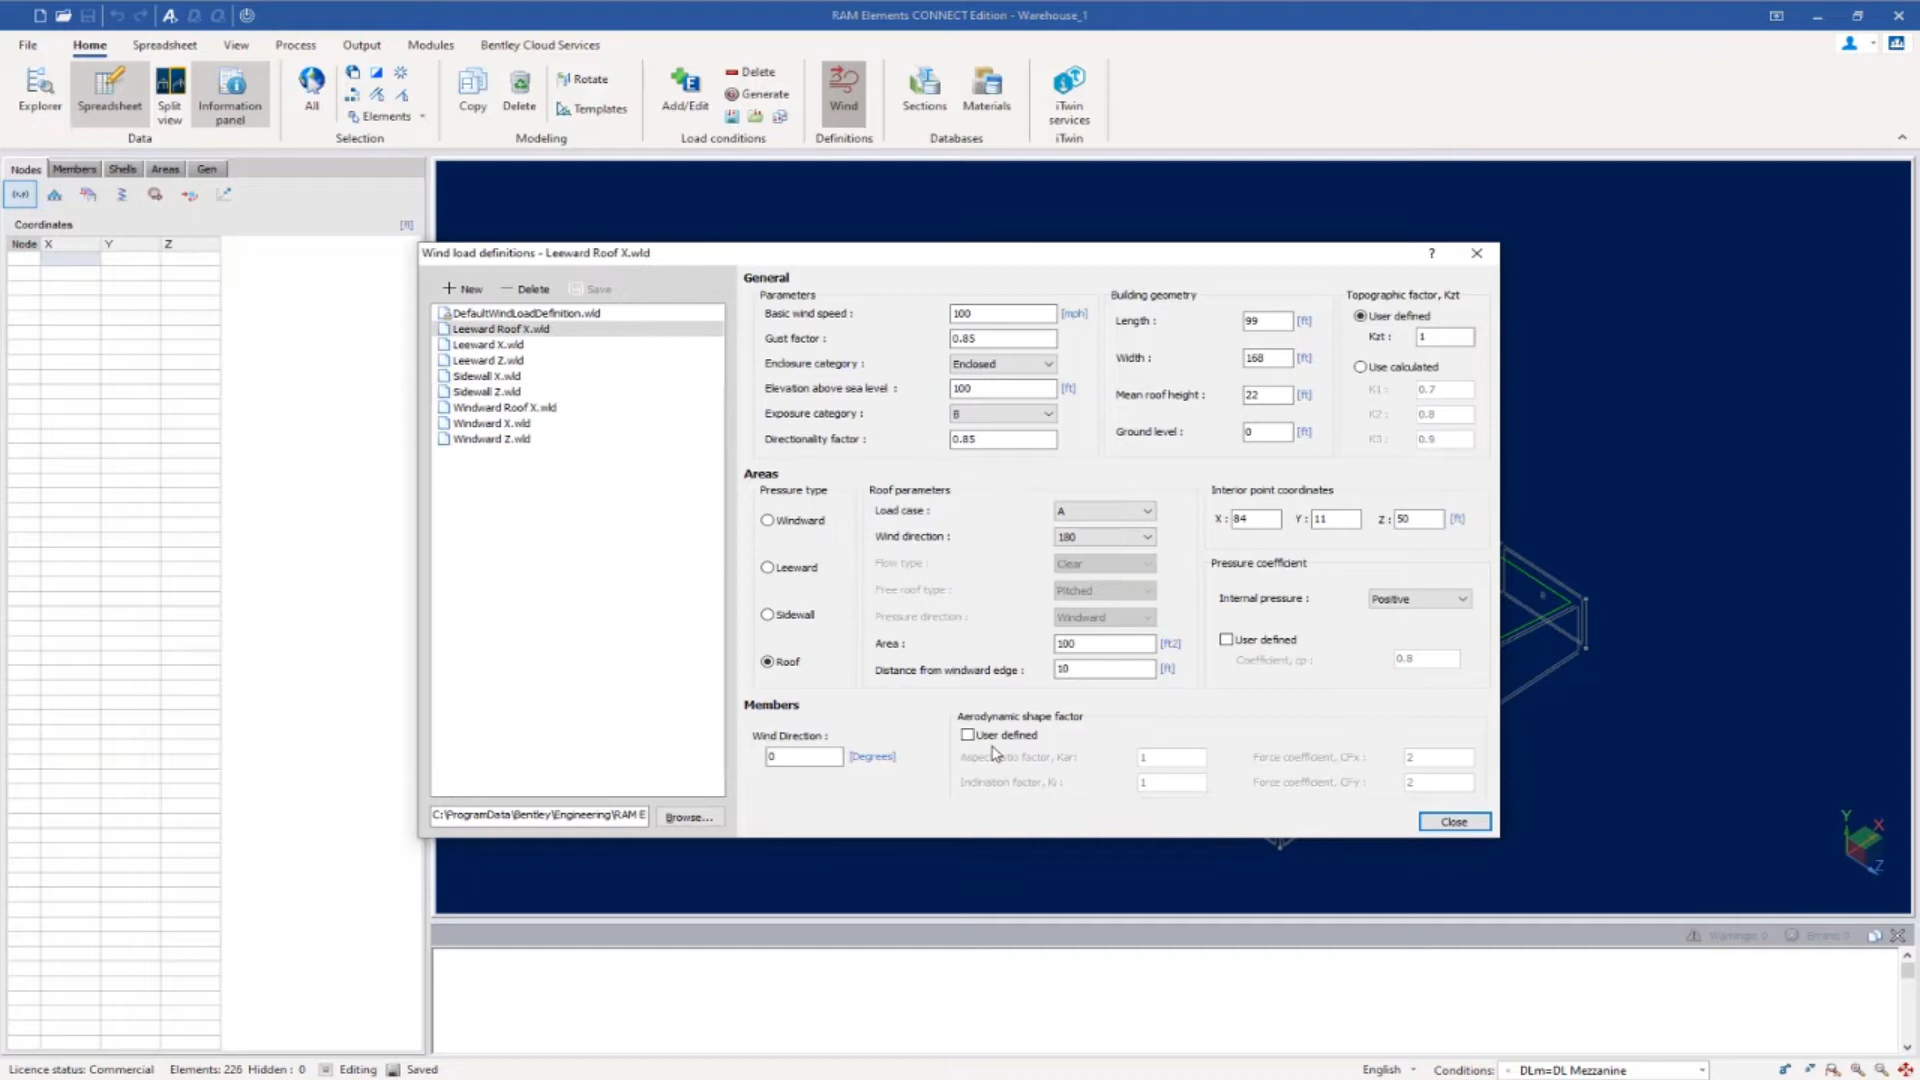 RAM Elements CONNECT Edition - Warehouse_1
File Home Spreadsheet View Process Output Modules Bentley Cloud Services
Explorer
Spreadsheet
Split view
Information panel
Data
All
Elements
Selection
Copy
Delete
Rotate
Templates
Modeling
Add/Edit
Delete
Generate
Load conditions
Wind
Definitions
Sections
Materials
Databases
iTwin services
iTwin
Nodes Members Shells Areas Gen
Coordinates [ft]
Node X Y Z
Wind load definitions - Leeward Roof X.wld
New Delete Save
DefaultWindLoadDefinition.wld
Leeward Roof X.wld
Leeward X.wld
Leeward Z.wld
Sidewall X.wld
Sidewall Z.wld
Windward Roof X.wld
Windward X.wld
Windward Z.wld
C:\ProgramData\Bentley\Engineering\RAM E
Browse...
General
Parameters
Basic wind speed : 100 [mph]
Gust factor : 0.85
Enclosure category : Enclosed
Elevation above sea level : 100 [ft]
Exposure category : B
Directionality factor : 0.85
Building geometry
Length : 99 [ft]
Width : 168 [ft]
Mean roof height : 22 [ft]
Ground level : 0 [ft]
Topographic factor, Kzt
User defined
Kzt : 1
Use calculated
K1 : 0.7
K2 : 0.8
K3 : 0.9
Areas
Pressure type
Windward
Leeward
Sidewall
Roof
Roof parameters
Load case : A
Wind direction : 180
Flow type : Clear
Free roof type : Pitched
Pressure direction : Windward
Area : 100 [ft2]
Distance from windward edge : 10 [ft]
Interior point coordinates
X : 84 Y : 11 Z : 50 [ft]
Pressure coefficient
Internal pressure : Positive
User defined
Coefficient, cp : 0.8
Members
Wind Direction :
0 [Degrees]
Aerodynamic shape factor
User defined
factor, Kar: 1 Force coefficient, CFx : 2
Inclination factor, Ki : 1 Force coefficient, CFy : 2
Close
Y X Z
Warnings: 0 Errors: 0
Licence status: Commercial Elements: 226 Hidden : 0 Editing Saved
English Conditions: DLm=DL Mezzanine